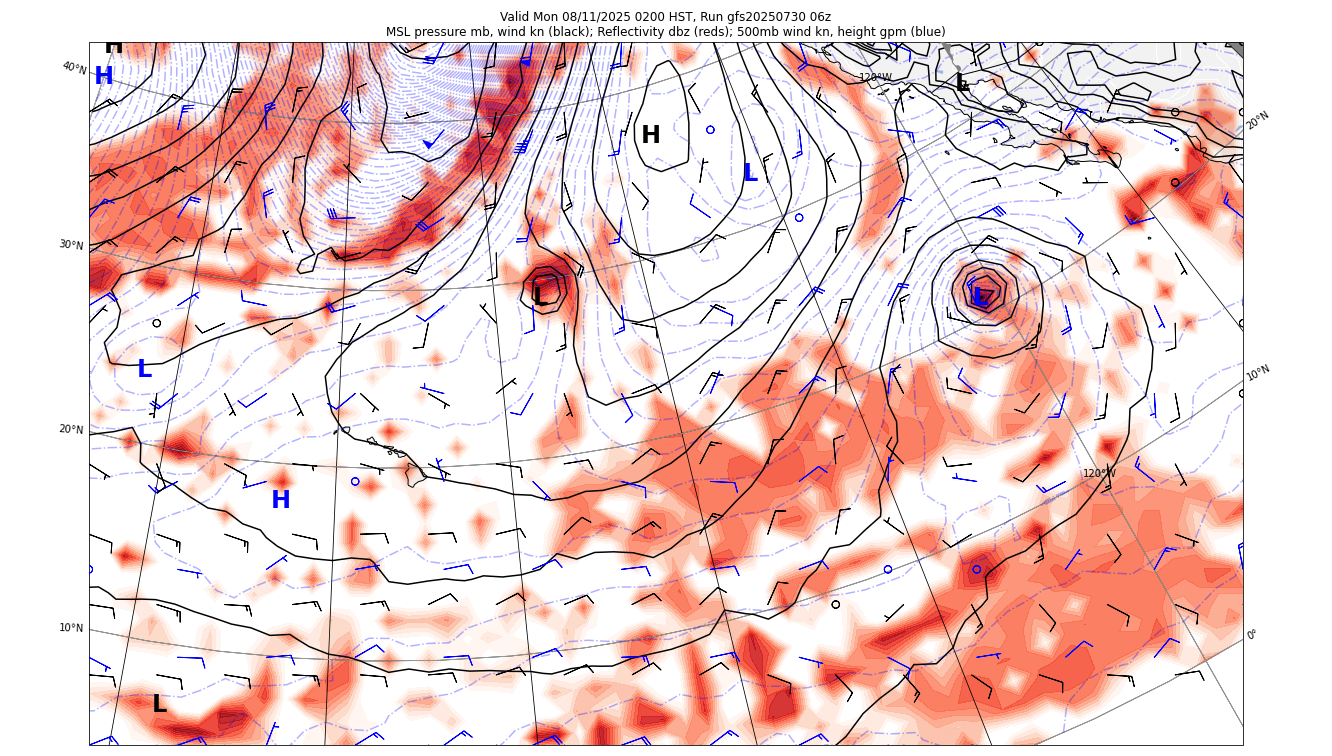 Valid Mon 08/11/2025 0200 HST, Run gfs20250730 06z
MSL pressure mb, wind kn (black); Reflectivity dbz (reds); 500mb wind kn, height gpm (blue)
H
40°N
H
120°W
L
20°N
H
L
30°N
L
L
L
10°N
20°N
120°W
H
10°N
0°
L